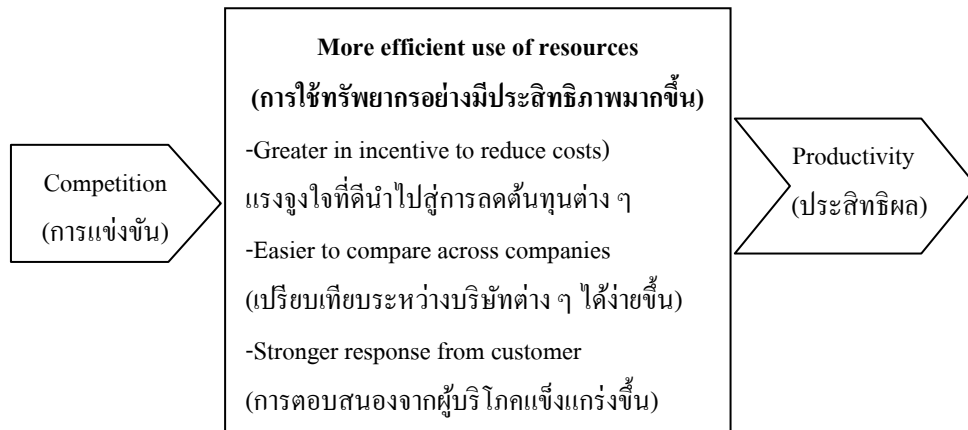 Competition
(การแข่งขัน)
More efficient use of resources
(การใช้ทรัพยากรอย่างมีประสิทธิภาพมากขึ้น)
-Greater in incentive to reduce costs)
แรงจูงใจที่ดีนำไปสู่การลดต้นทุนต่าง ๆ
-Easier to compare across companies
(เปรียบเทียบระหว่างบริษัทต่าง ๆ ได้ง่ายขึ้น)
-Stronger response from customer
(การตอบสนองจากผู้บริโภคแข็งแกร่งขึ้น)
Productivity
(ประสิทธิผล)